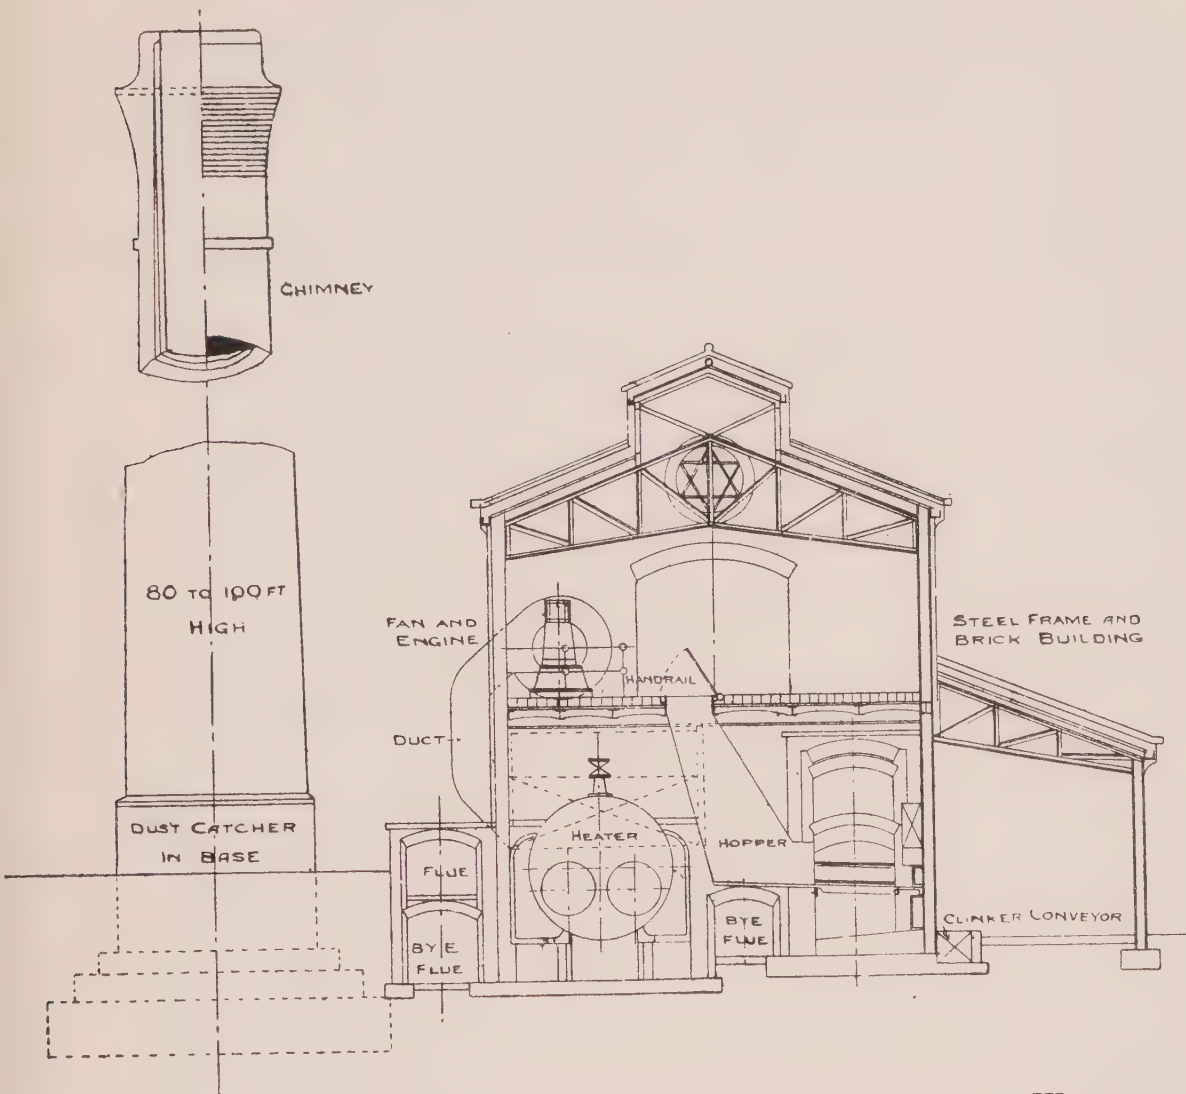 CHIMNEY
80 TO 100 FT
HIGH
FAN AND
ENGINE
STEEL FRAME AND
BRICK BUILDING
HANDRAIL
DUCT
DUST CATCHER
IN BASE
HEATER
HOPPER
FLUE
BYE
FLUE
BYE
FLUE
CLINKER CONVEYOR